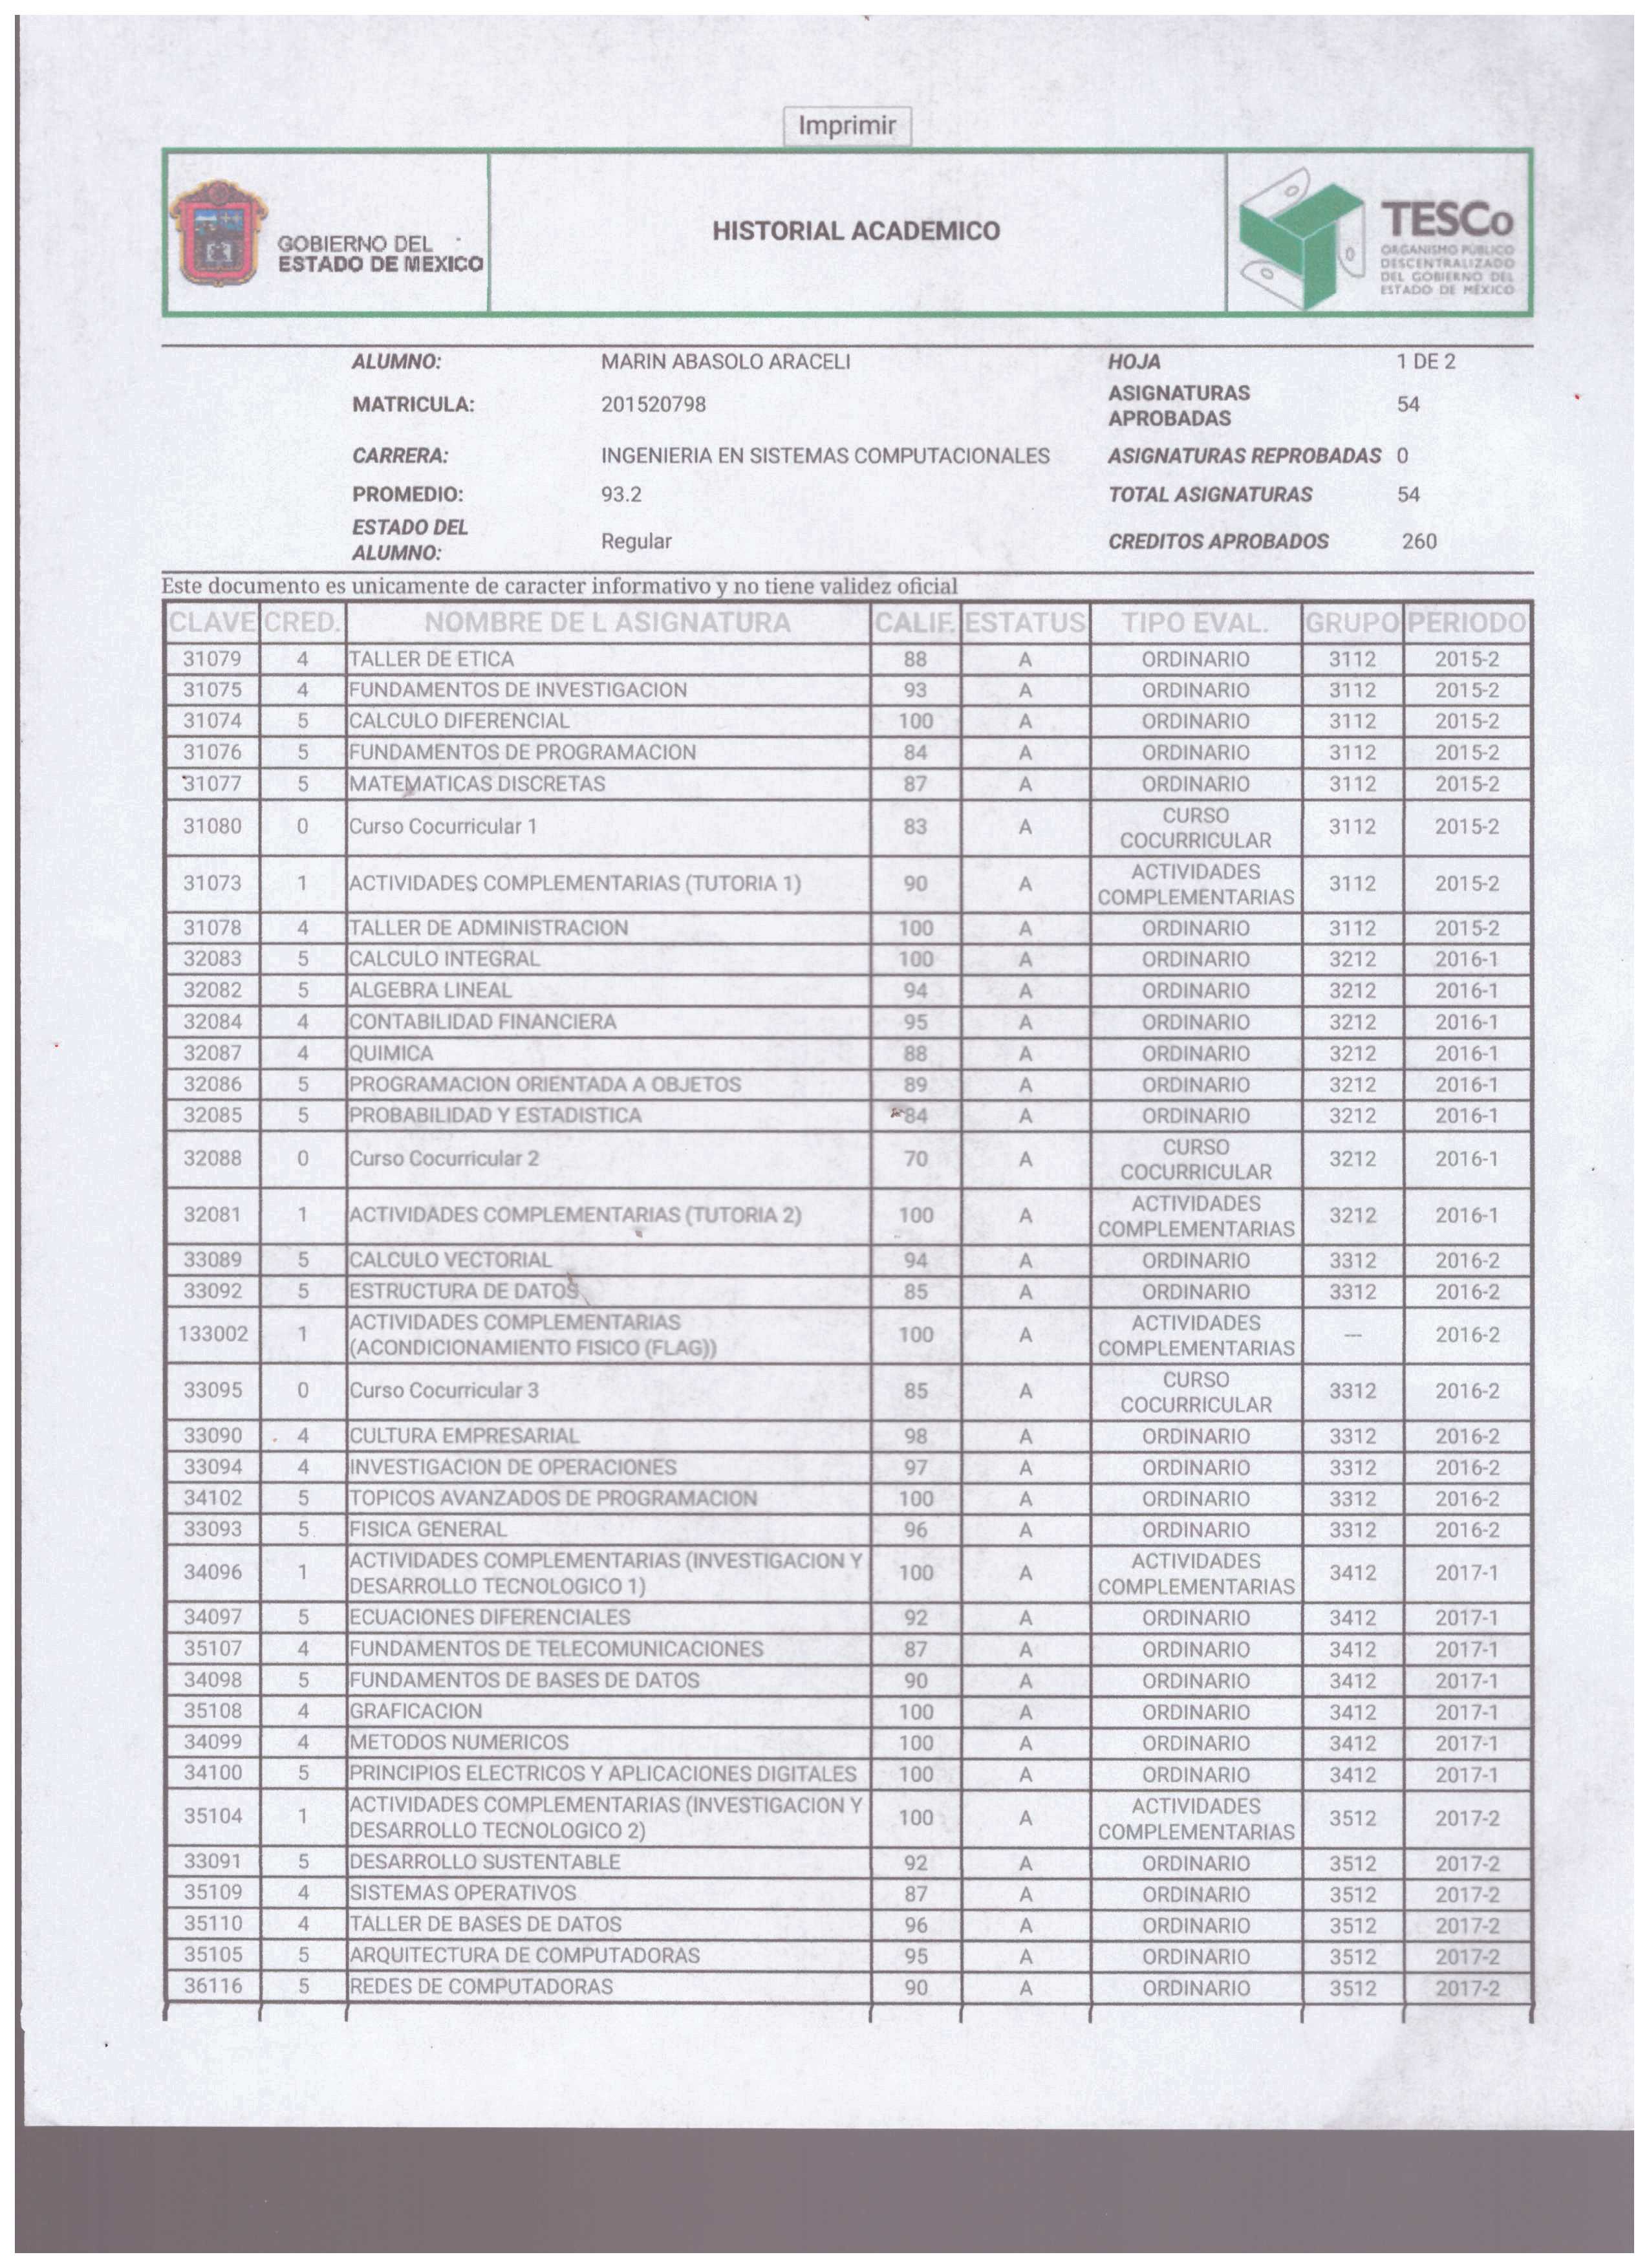 Imprimir
GOBIERNO DEL
ESTADO DE MEXICO
HISTORIAL ACADEMICO
TESCo
ORGANISMO PÚBLICO
DESCENTRALIZADO
DEL GOBIERNO DEL
ESTADO DE MÉXICO
ALUMNO: MARIN ABASOLO ARACELI HOJA 1 DE 2
MATRICULA: 201520798 ASIGNATURAS APROBADAS 54
CARRERA: INGENIERIA EN SISTEMAS COMPUTACIONALES ASIGNATURAS REPROBADAS 0
PROMEDIO: 93.2 TOTAL ASIGNATURAS 54
ESTADO DEL ALUMNO: Regular CREDITOS APROBADOS 260
Este documento es unicamente de caracter informativo y no tiene validez oficial
CLAVE CRED. NOMBRE DE L ASIGNATURA CALIF. ESTATUS TIPO EVAL. GRUPO PERIODO
31079 4 TALLER DE ETICA 88 A ORDINARIO 3112 2015-2
31075 4 FUNDAMENTOS DE INVESTIGACION 93 A ORDINARIO 3112 2015-2
31074 5 CALCULO DIFERENCIAL 100 A ORDINARIO 3112 2015-2
31076 5 FUNDAMENTOS DE PROGRAMACION 84 A ORDINARIO 3112 2015-2
31077 5 MATEMATICAS DISCRETAS 87 A ORDINARIO 3112 2015-2
31080 0 Curso Cocurricular 1 83 A CURSO COCURRICULAR 3112 2015-2
31073 1 ACTIVIDADES COMPLEMENTARIAS (TUTORIA 1) 90 A ACTIVIDADES COMPLEMENTARIAS 3112 2015-2
31078 4 TALLER DE ADMINISTRACION 100 A ORDINARIO 3112 2015-2
32083 5 CALCULO INTEGRAL 100 A ORDINARIO 3212 2016-1
32082 5 ALGEBRA LINEAL 94 A ORDINARIO 3212 2016-1
32084 4 CONTABILIDAD FINANCIERA 95 A ORDINARIO 3212 2016-1
32087 4 QUIMICA 88 A ORDINARIO 3212 2016-1
32086 5 PROGRAMACION ORIENTADA A OBJETOS 89 A ORDINARIO 3212 2016-1
32085 5 PROBABILIDAD Y ESTADISTICA 84 A ORDINARIO 3212 2016-1
32088 0 Curso Cocurricular 2 70 A CURSO COCURRICULAR 3212 2016-1
32081 1 ACTIVIDADES COMPLEMENTARIAS (TUTORIA 2) 100 A ACTIVIDADES COMPLEMENTARIAS 3212 2016-1
33089 5 CALCULO VECTORIAL 94 A ORDINARIO 3312 2016-2
33092 5 ESTRUCTURA DE DATOS 85 A ORDINARIO 3312 2016-2
133002 1 ACTIVIDADES COMPLEMENTARIAS (ACONDICIONAMIENTO FISICO (FLAG)) 100 A ACTIVIDADES COMPLEMENTARIAS --- 2016-2
33095 0 Curso Cocurricular 3 85 A CURSO COCURRICULAR 3312 2016-2
33090 4 CULTURA EMPRESARIAL 98 A ORDINARIO 3312 2016-2
33094 4 INVESTIGACION DE OPERACIONES 97 A ORDINARIO 3312 2016-2
34102 5 TOPICOS AVANZADOS DE PROGRAMACION 100 A ORDINARIO 3312 2016-2
33093 5 FISICA GENERAL 96 A ORDINARIO 3312 2016-2
34096 1 ACTIVIDADES COMPLEMENTARIAS (INVESTIGACION Y DESARROLLO TECNOLOGICO 1) 100 A ACTIVIDADES COMPLEMENTARIAS 3412 2017-1
34097 5 ECUACIONES DIFERENCIALES 92 A ORDINARIO 3412 2017-1
35107 4 FUNDAMENTOS DE TELECOMUNICACIONES 87 A ORDINARIO 3412 2017-1
34098 5 FUNDAMENTOS DE BASES DE DATOS 90 A ORDINARIO 3412 2017-1
35108 4 GRAFICACION 100 A ORDINARIO 3412 2017-1
34099 4 METODOS NUMERICOS 100 A ORDINARIO 3412 2017-1
34100 5 PRINCIPIOS ELECTRICOS Y APLICACIONES DIGITALES 100 A ORDINARIO 3412 2017-1
35104 1 ACTIVIDADES COMPLEMENTARIAS (INVESTIGACION Y DESARROLLO TECNOLOGICO 2) 100 A ACTIVIDADES COMPLEMENTARIAS 3512 2017-2
33091 5 DESARROLLO SUSTENTABLE 92 A ORDINARIO 3512 2017-2
35109 4 SISTEMAS OPERATIVOS 87 A ORDINARIO 3512 2017-2
35110 4 TALLER DE BASES DE DATOS 96 A ORDINARIO 3512 2017-2
35105 5 ARQUITECTURA DE COMPUTADORAS 95 A ORDINARIO 3512 2017-2
36116 5 REDES DE COMPUTADORAS 90 A ORDINARIO 3512 2017-2